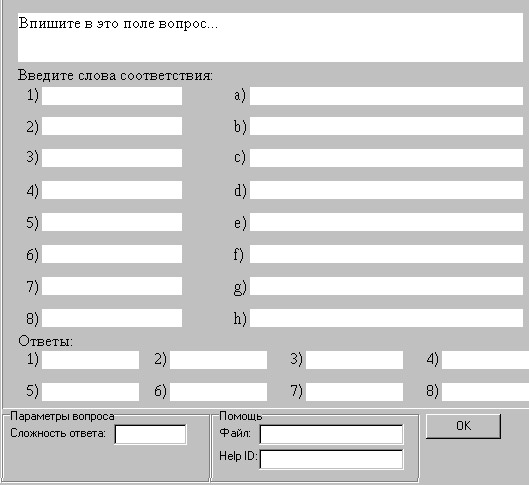 Впишите в это поле вопрос...
Введите слова соответствия:
1) a)
2) b)
3) c)
4) d)
5) e)
6) f)
7) g)
8) h)
Ответы:
1) 2) 3) 4)
5) 6) 7) 8)
Параметры вопроса Помощь OK
Сложность ответа: Файл:
Help ID: